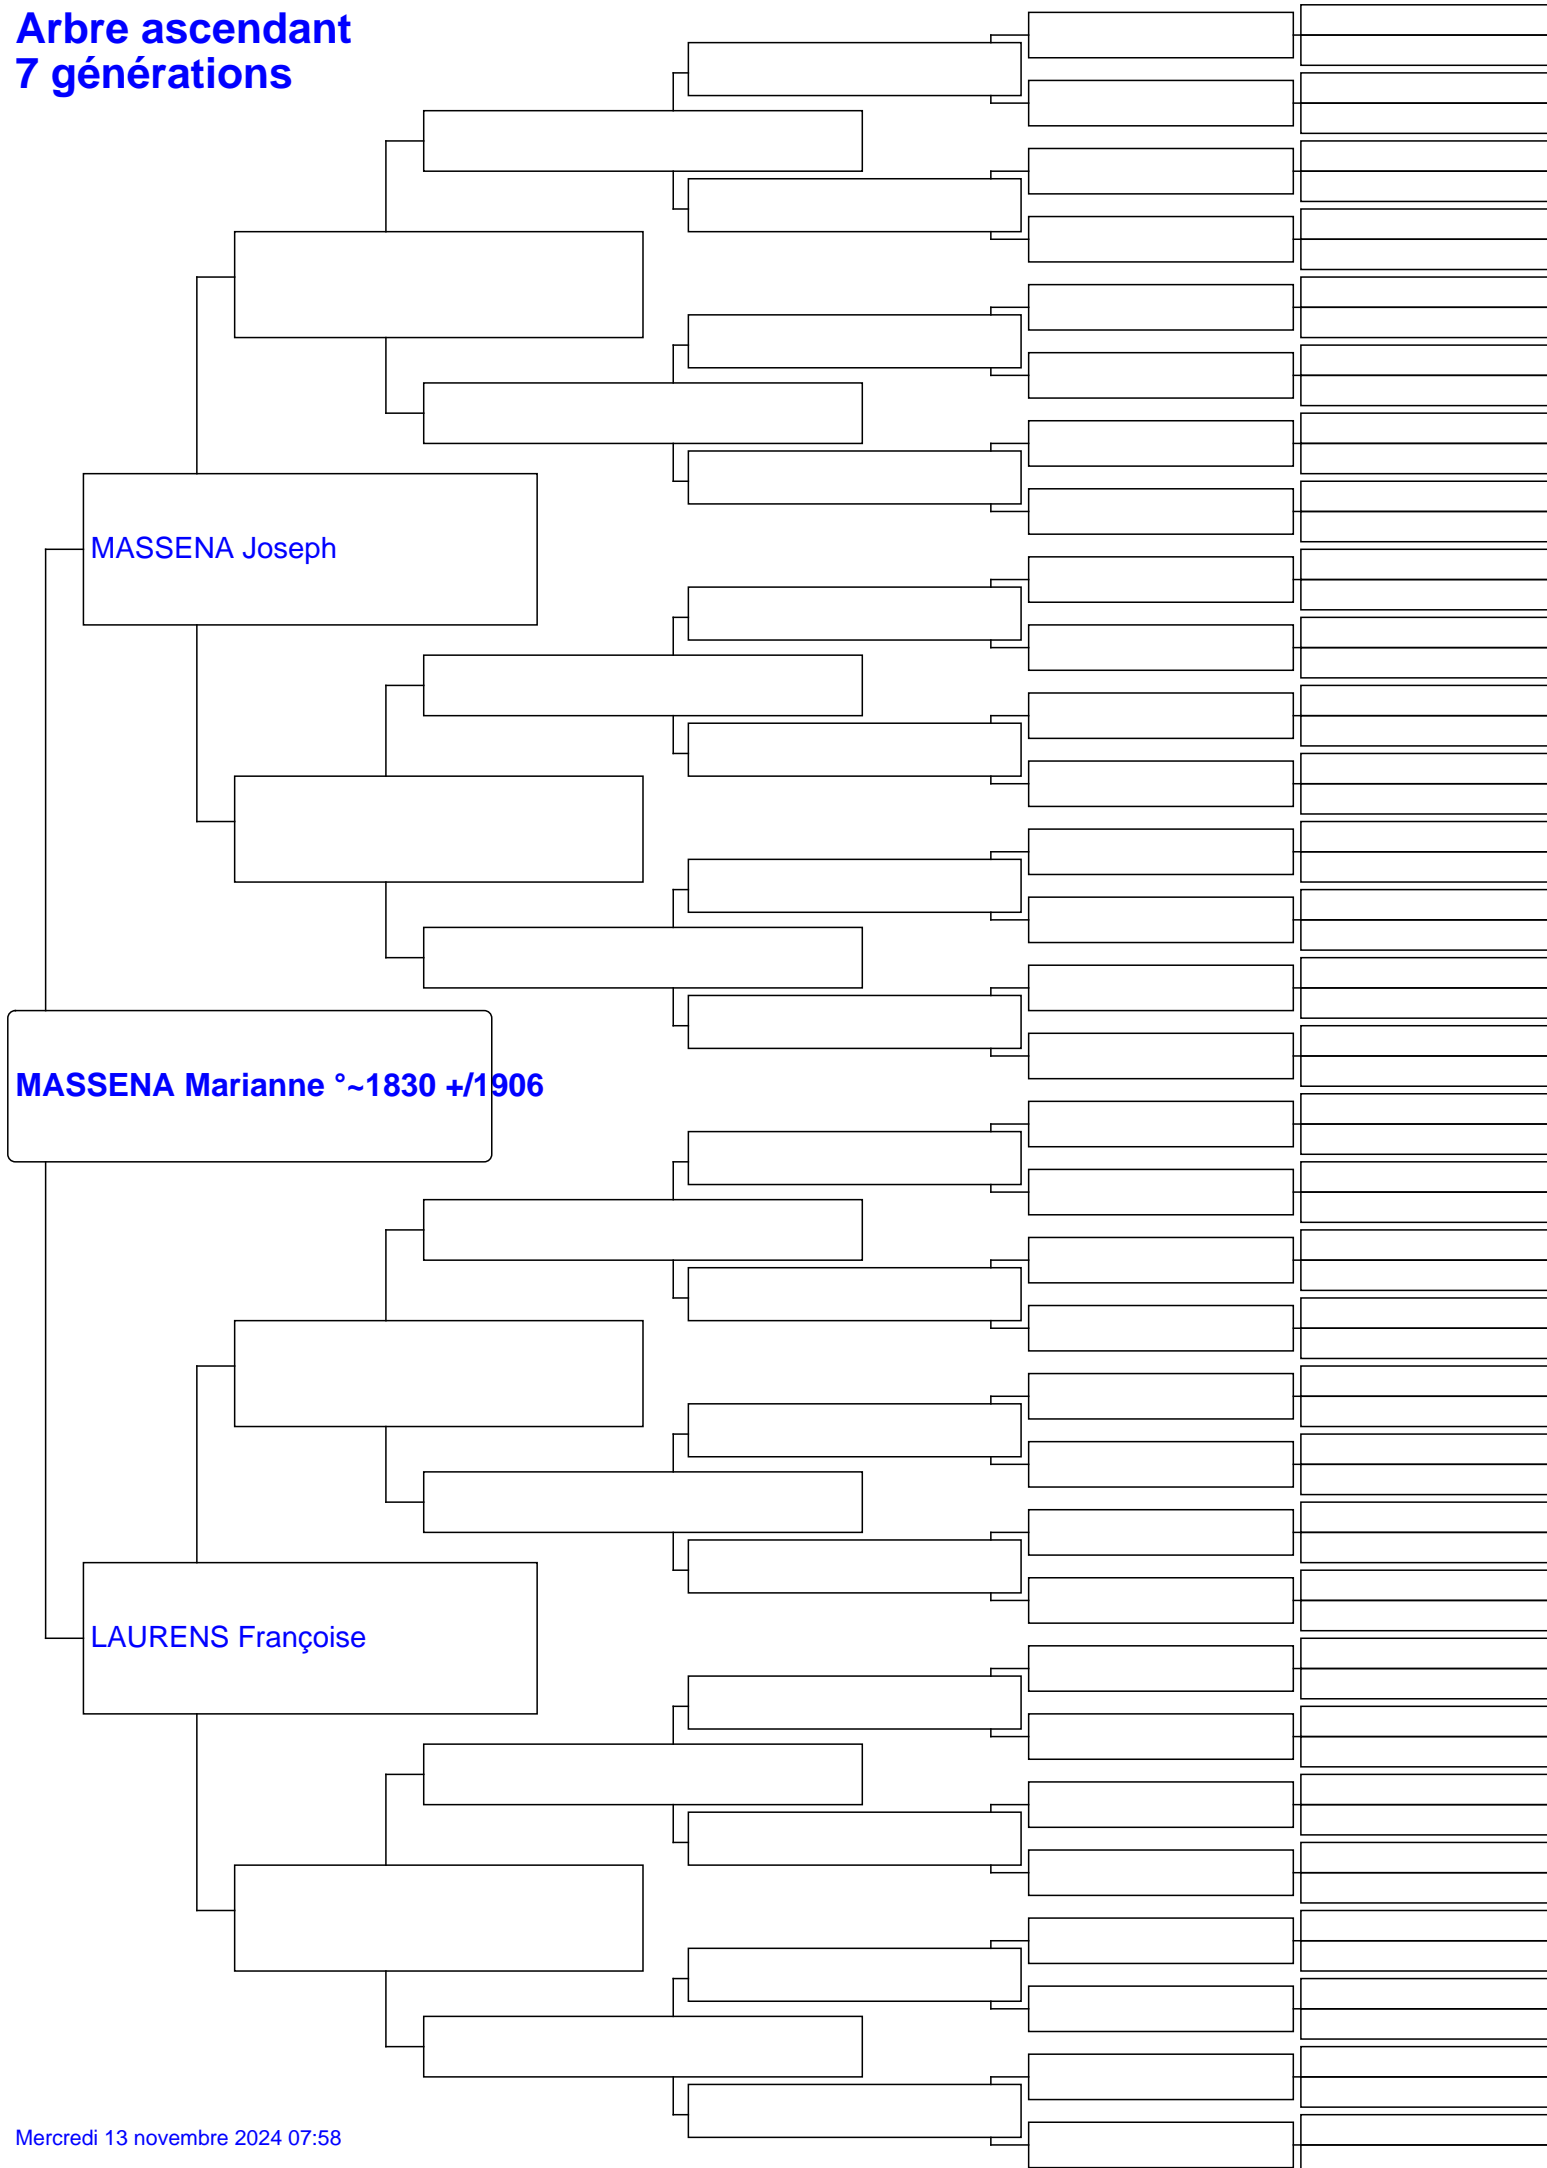 Arbre ascendant
7 générations
MASSENA Joseph
MASSENA Marianne °~1830 +/1906
LAURENS Françoise
Mercredi 13 novembre 2024 07:58